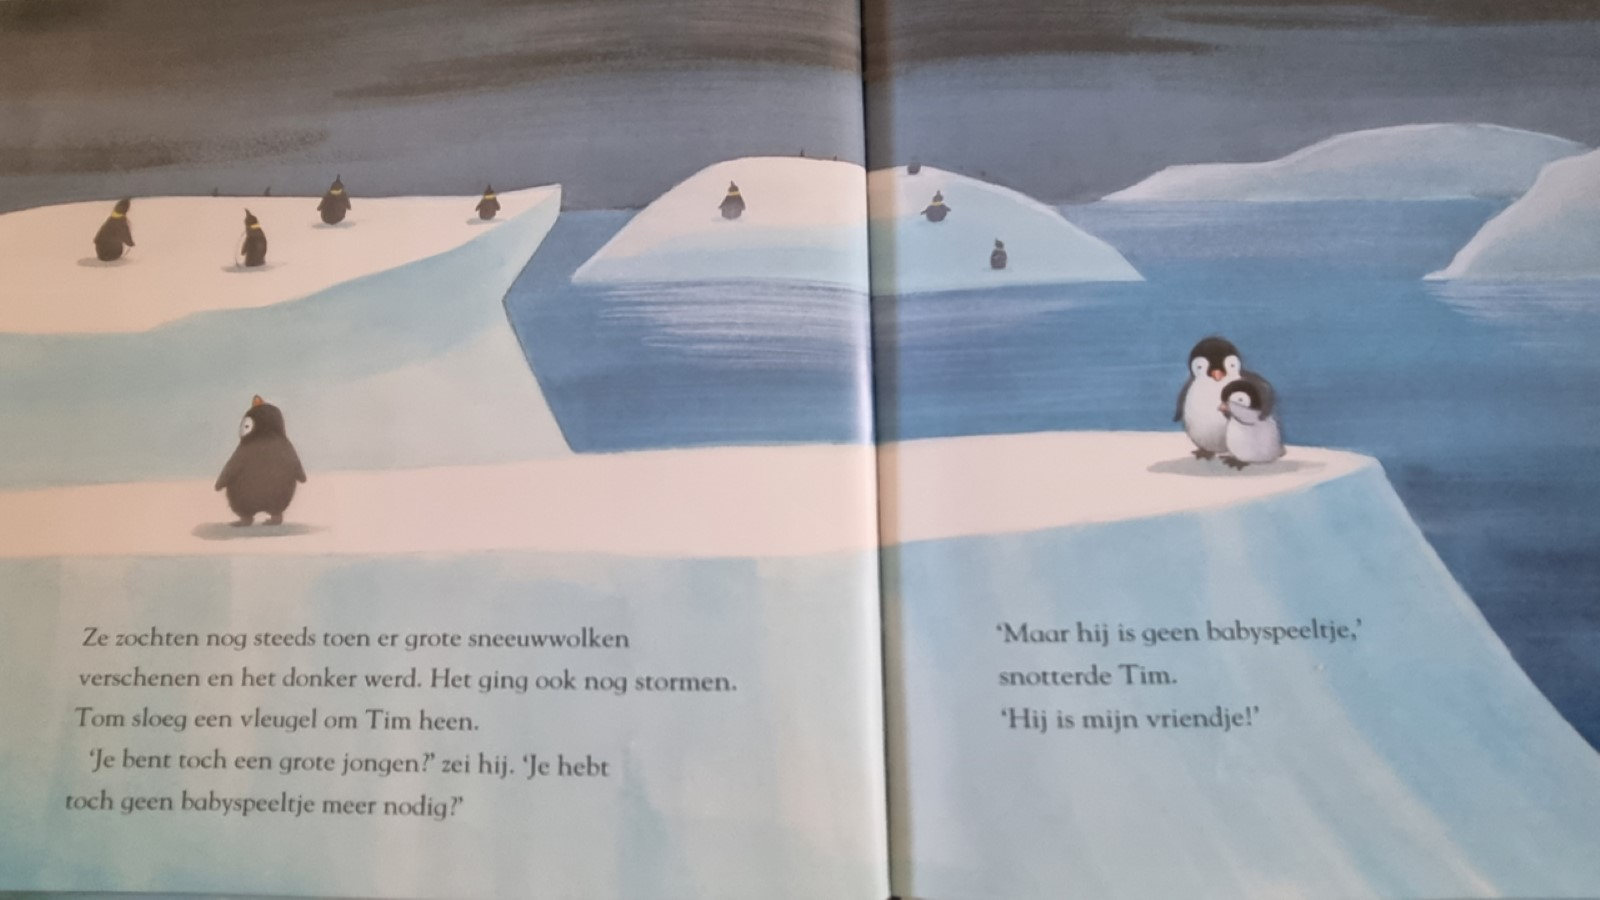 Ze zochten nog steeds toen er grote sneeuwwolken
verschenen en het donker werd. Het ging ook nog stormen.
Tom sloeg een vleugel om Tim heen.
‘Je bent toch een grote jongen?’ zei hij. ‘Je hebt
toch geen babyspeeltje meer nodig?’
‘Maar hij is geen babyspeeltje,’
snotterde Tim.
‘Hij is mijn vriendje!’